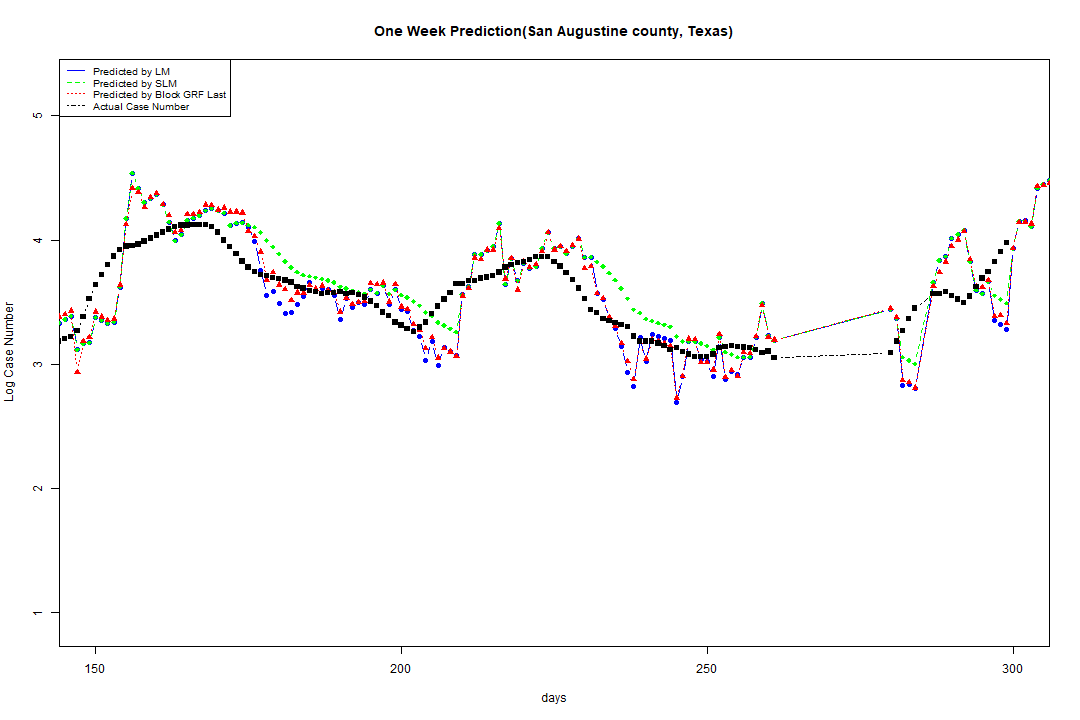 One Week Prediction(San Augustine county, Texas)
Predicted by LM
Predicted by SLM
Predicted by Block GRF Last
Actual Case Number
5
4
3
2
1
Log Case Number
150
200
250
300
days